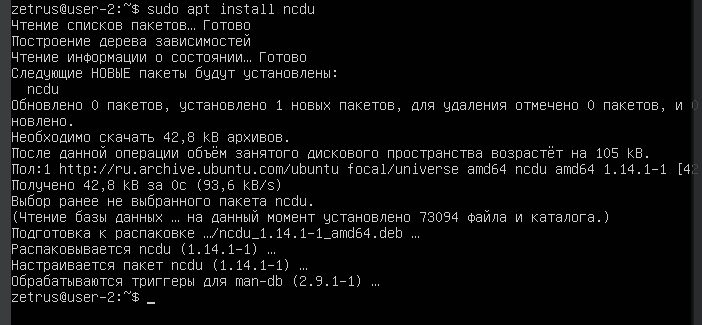 zetrus@user-2:~$ sudo apt install ncdu
Чтение списков пакетов… Готово
Построение дерева зависимостей
Чтение информации о состоянии… Готово
Следующие НОВЫЕ пакеты будут установлены:
  ncdu
Обновлено 0 пакетов, установлено 1 новых пакетов, для удаления отмечено 0 пакетов, и 0
новлено.
Необходимо скачать 42,8 kB архивов.
После данной операции объём занятого дискового пространства возрастёт на 105 kB.
Пол:1 http://ru.archive.ubuntu.com/ubuntu focal/universe amd64 ncdu amd64 1.14.1-1 [42
Получено 42,8 kB за 0с (93,6 kB/s)
Выбор ранее не выбранного пакета ncdu.
(Чтение базы данных … на данный момент установлено 73094 файла и каталога.)
Подготовка к распаковке …/ncdu_1.14.1-1_amd64.deb …
Распаковывается ncdu (1.14.1-1) …
Настраивается пакет ncdu (1.14.1-1) …
Обрабатываются триггеры для man-db (2.9.1-1) …
zetrus@user-2:~$ _